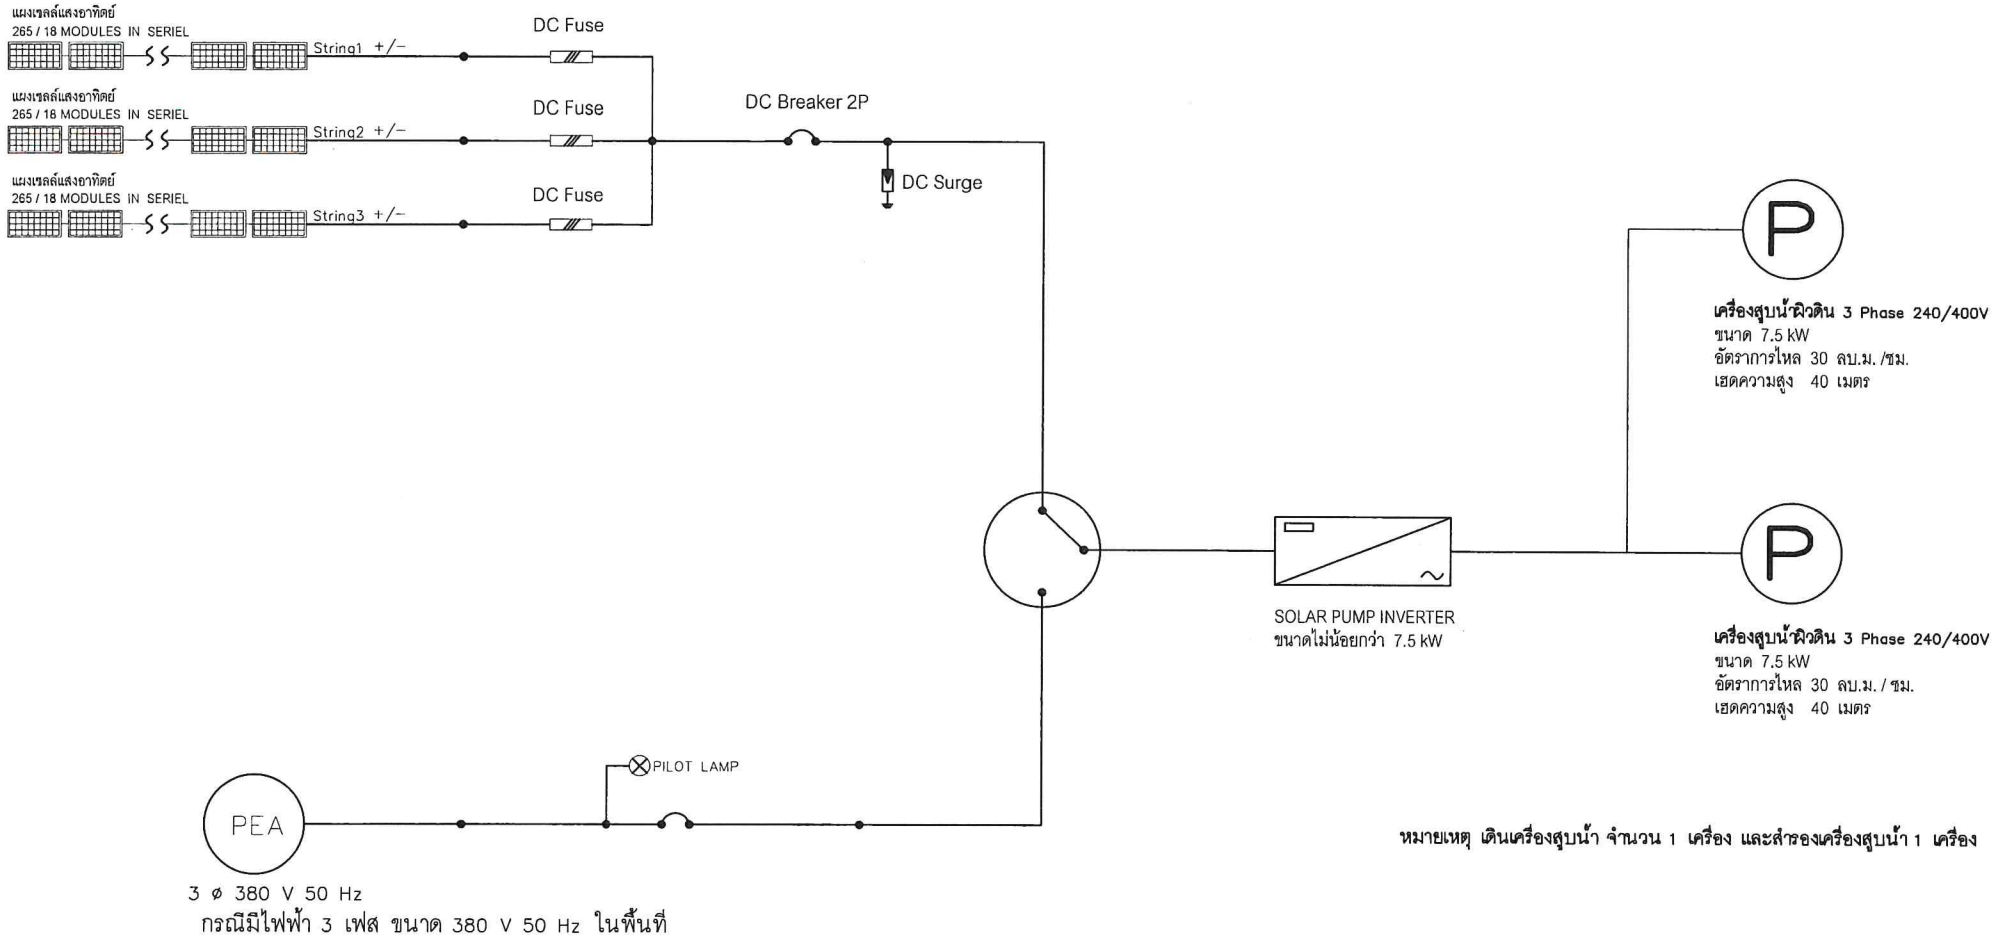 แผงเซลล์แสงอาทิตย์
265 / 18 MODULES IN SERIEL
String1 +/-
DC Fuse
แผงเซลล์แสงอาทิตย์
265 / 18 MODULES IN SERIEL
String2 +/-
DC Fuse
DC Breaker 2P
DC Surge
แผงเซลล์แสงอาทิตย์
265 / 18 MODULES IN SERIEL
String3 +/-
DC Fuse
P
เครื่องสูบน้ำผิวดิน 3 Phase 240/400V
ขนาด 7.5 kW
อัตราการไหล 30 ลบ.ม. /ชม.
เฮดความสูง 40 เมตร
SOLAR PUMP INVERTER
ขนาดไม่น้อยกว่า 7.5 kW
P
เครื่องสูบน้ำผิวดิน 3 Phase 240/400V
ขนาด 7.5 kW
อัตราการไหล 30 ลบ.ม. / ชม.
เฮดความสูง 40 เมตร
PILOT LAMP
PEA
3 ø 380 V 50 Hz
กรณีมีไฟฟ้า 3 เฟส ขนาด 380 V 50 Hz ในพื้นที่
หมายเหตุ เดินเครื่องสูบน้ำ จำนวน 1 เครื่อง และสำรองเครื่องสูบน้ำ 1 เครื่อง